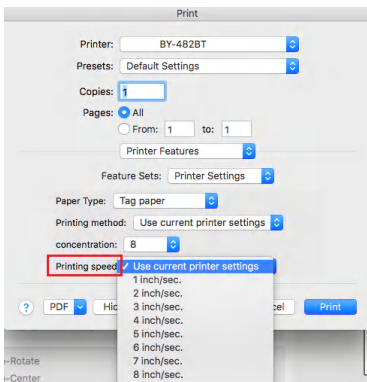 Print
Printer: BY-482BT
Presets: Default Settings
Copies: 1
Pages: All
From: 1 to: 1
Printer Features
Feature Sets: Printer Settings
Paper Type: Tag paper
Printing method: Use current printer settings
concentration: 8
Printing speed ✓ Use current printer settings
1 inch/sec.
2 inch/sec.
? PDF Hic 3 inch/sec. cel Print
4 inch/sec.
5 inch/sec.
6 inch/sec.
-Rotate 7 inch/sec.
-Center 8 inch/sec.